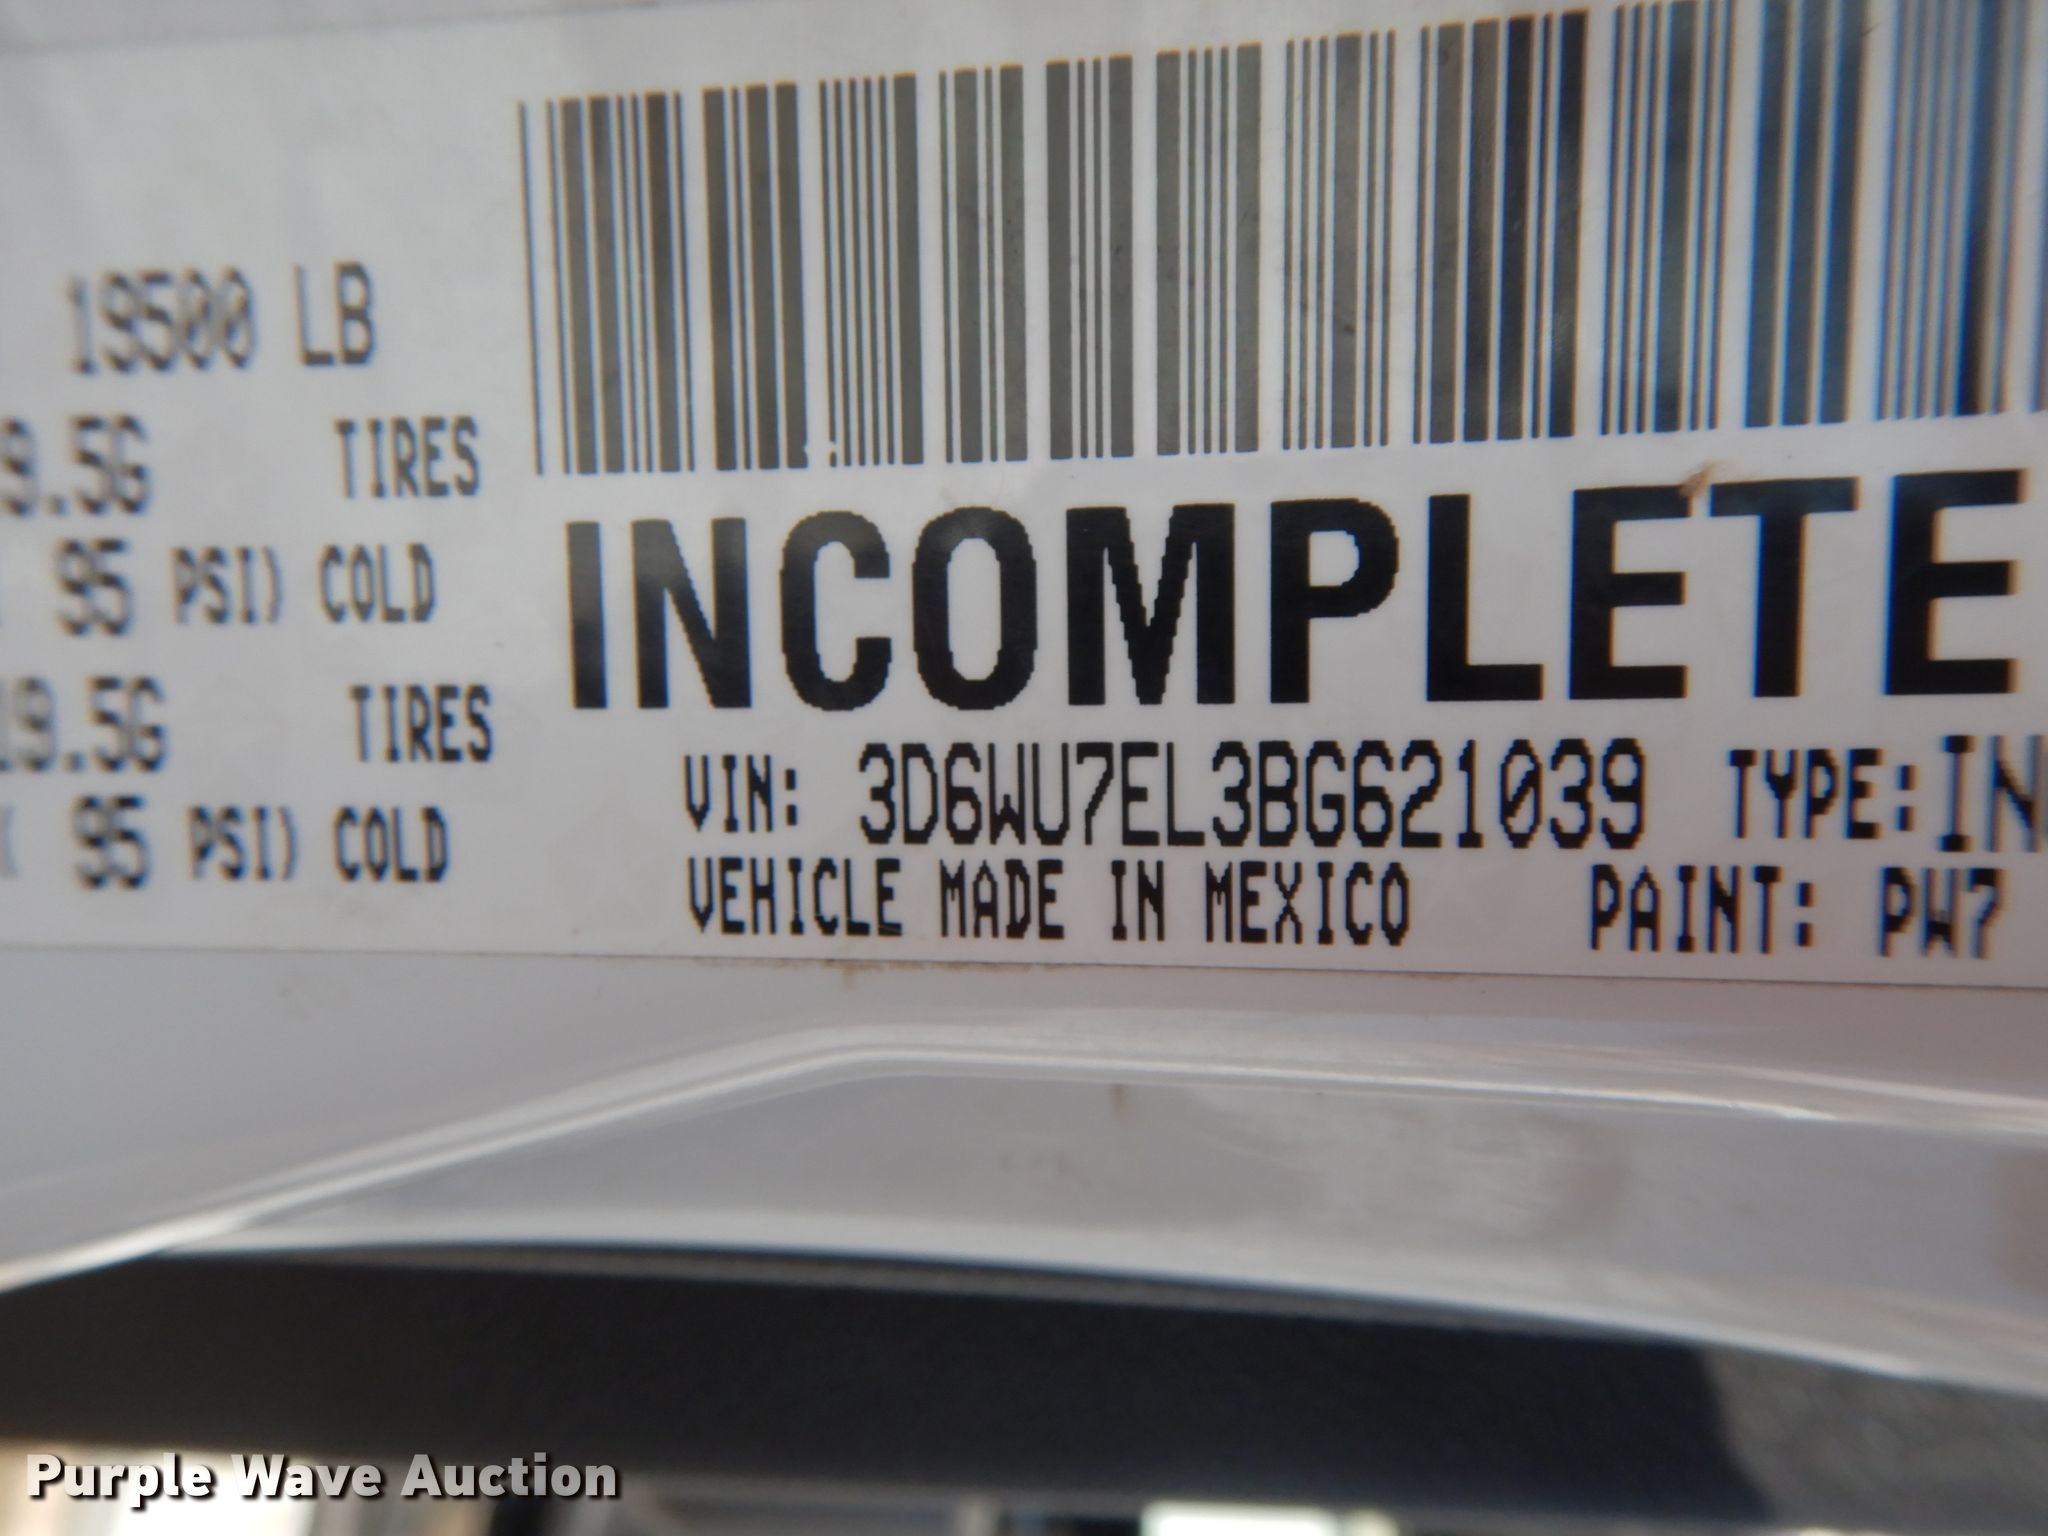 19500 LB
9.5G TIRES
95 PSI) COLD
19.5G TIRES
( 95 PSI) COLD
INCOMPLETE
VIN: 3D6WU7EL3BG621039 TYPE: IN
VEHICLE MADE IN MEXICO PAINT: PW7
Purple Wave Auction